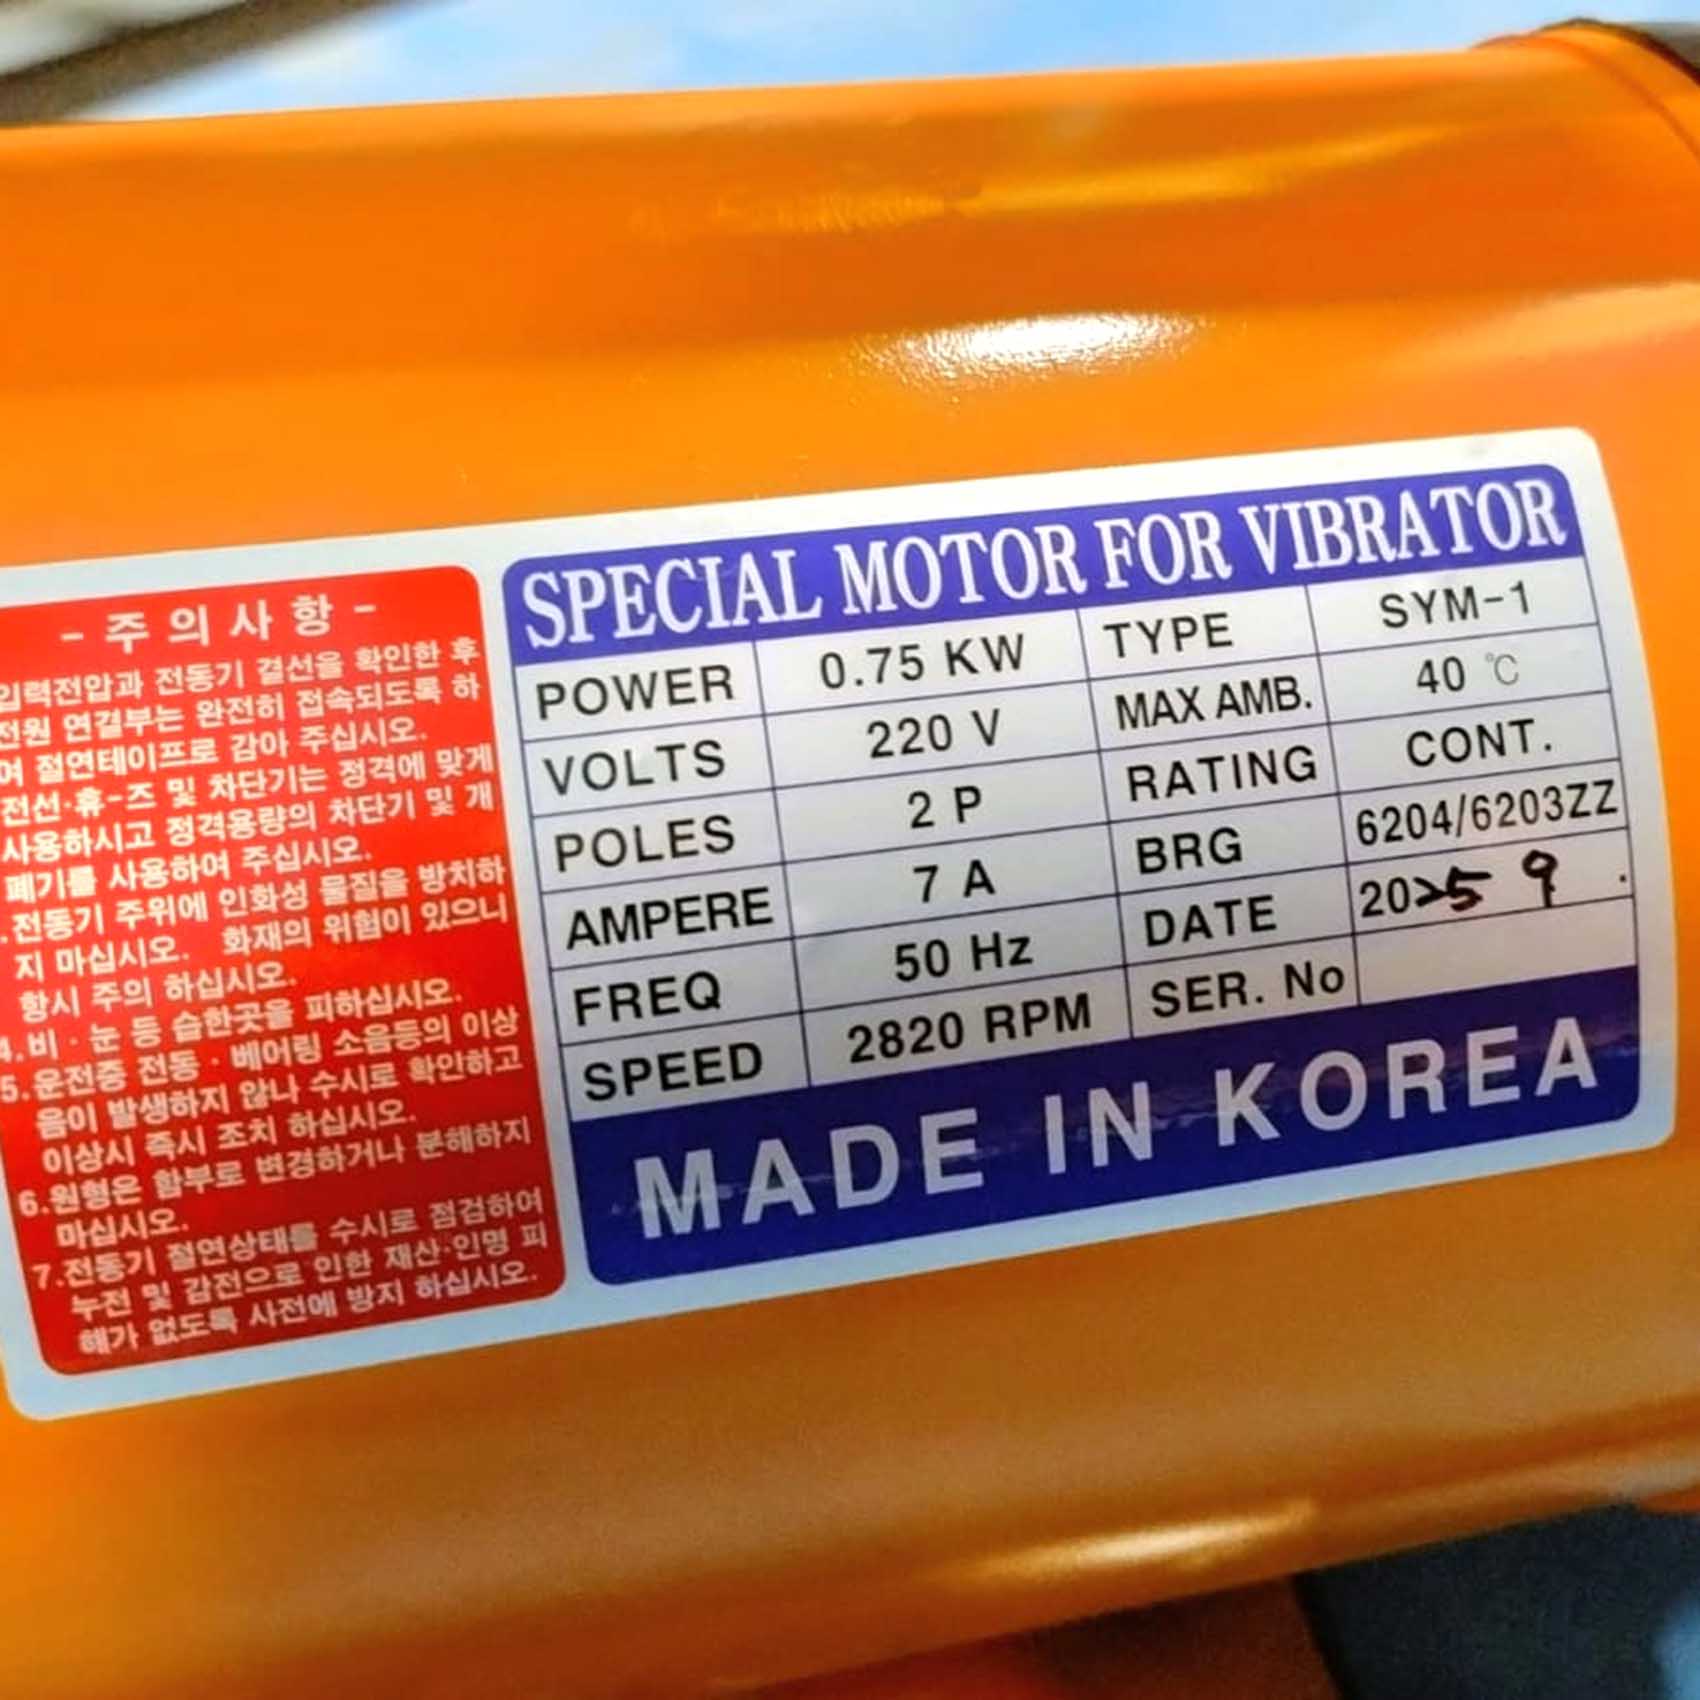 - 주 의 사 항 -
입력전압과 전동기 결선을 확인한 후
전원 연결부는 완전히 접속되도록 하
여 절연테이프로 감아 주십시오.
전선·휴-즈 및 차단기는 정격에 맞게
사용하시고 정격용량의 차단기 및 개
폐기를 사용하여 주십시오.
.전동기 주위에 인화성 물질을 방치하
지 마십시오. 화재의 위험이 있으니
항시 주의 하십시오.
4.비·눈 등 습한곳을 피하십시오.
5.운전중 전동·베어링 소음등의 이상
음이 발생하지 않나 수시로 확인하고
이상시 즉시 조치 하십시오.
6.원형은 함부로 변경하거나 분해하지
마십시오.
7.전동기 절연상태를 수시로 점검하여
누전 및 감전으로 인한 재산·인명 피
해가 없도록 사전에 방지 하십시오.
SPECIAL MOTOR FOR VIBRATOR
POWER 0.75 KW TYPE SYM-1
VOLTS 220 V MAX AMB. 40 ℃
POLES 2 P RATING CONT.
AMPERE 7 A BRG 6204/6203ZZ
FREQ 50 Hz DATE 2025 9 .
SPEED 2820 RPM SER. No
MADE IN KOREA